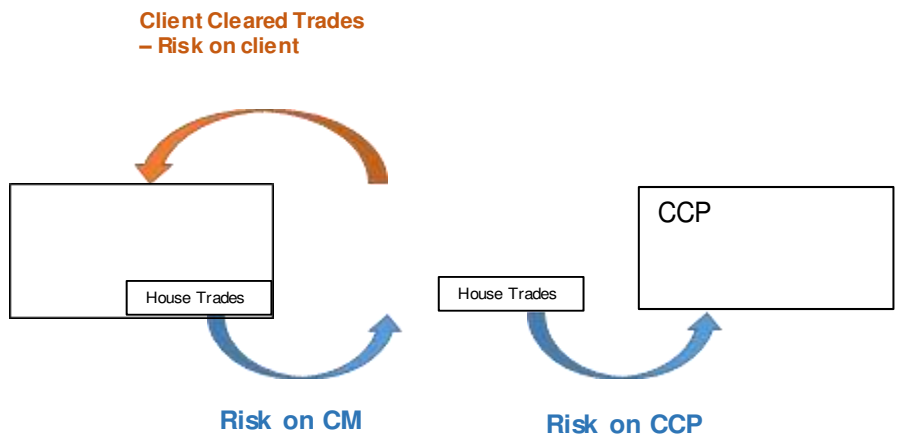 Client Cleared Trades
– Risk on client
CCP
House Trades
House Trades
Risk on CM
Risk on CCP